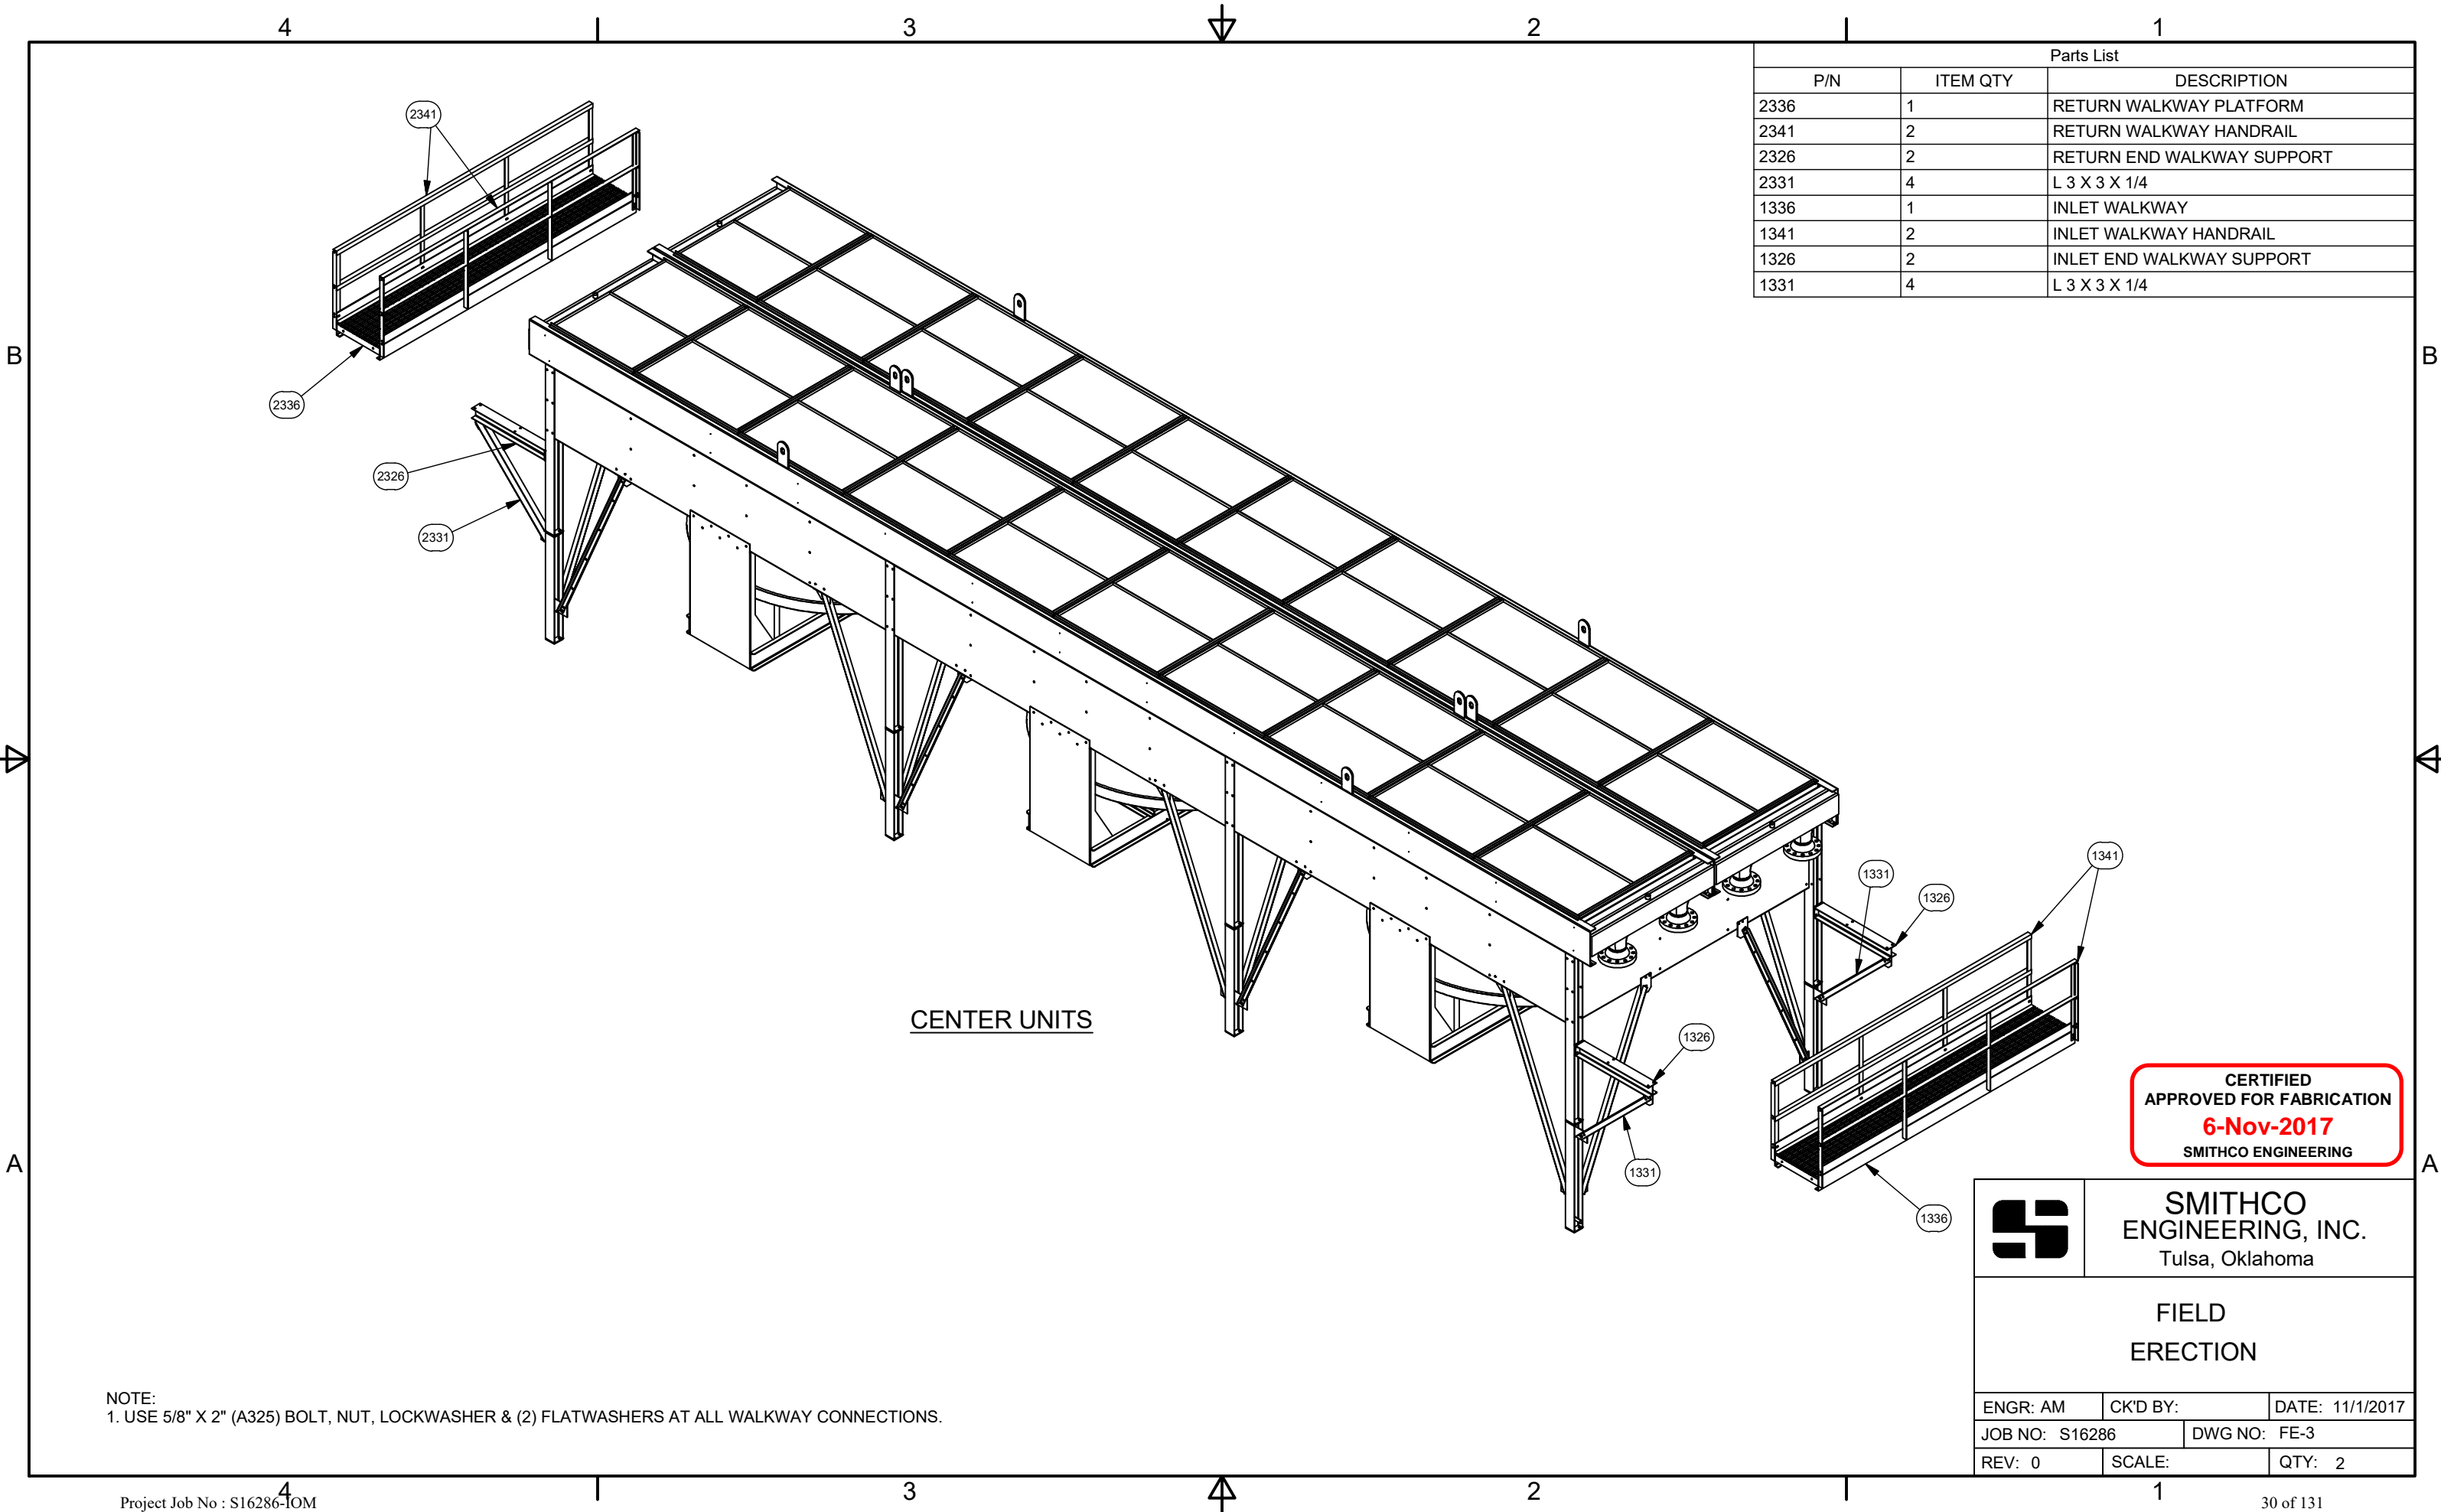 4 3 2 1
Parts List
P/N ITEM QTY DESCRIPTION
2336 1 RETURN WALKWAY PLATFORM
2341 2 RETURN WALKWAY HANDRAIL
2326 2 RETURN END WALKWAY SUPPORT
2331 4 L 3 X 3 X 1/4
1336 1 INLET WALKWAY
1341 2 INLET WALKWAY HANDRAIL
1326 2 INLET END WALKWAY SUPPORT
1331 4 L 3 X 3 X 1/4
2341
B B
2336
2326
2331
1341
1331
1326
CENTER UNITS
1326
1331
1336
A A
CERTIFIED
APPROVED FOR FABRICATION
6-Nov-2017
SMITHCO ENGINEERING
SMITHCO
ENGINEERING, INC.
Tulsa, Oklahoma
FIELD
ERECTION
ENGR: AM CK'D BY: DATE: 11/1/2017
JOB NO: S16286 DWG NO: FE-3
REV: 0 SCALE: QTY: 2
NOTE:
1. USE 5/8" X 2" (A325) BOLT, NUT, LOCKWASHER & (2) FLATWASHERS AT ALL WALKWAY CONNECTIONS.
4 3 2 1
Project Job No : S16286-IOM 30 of 131